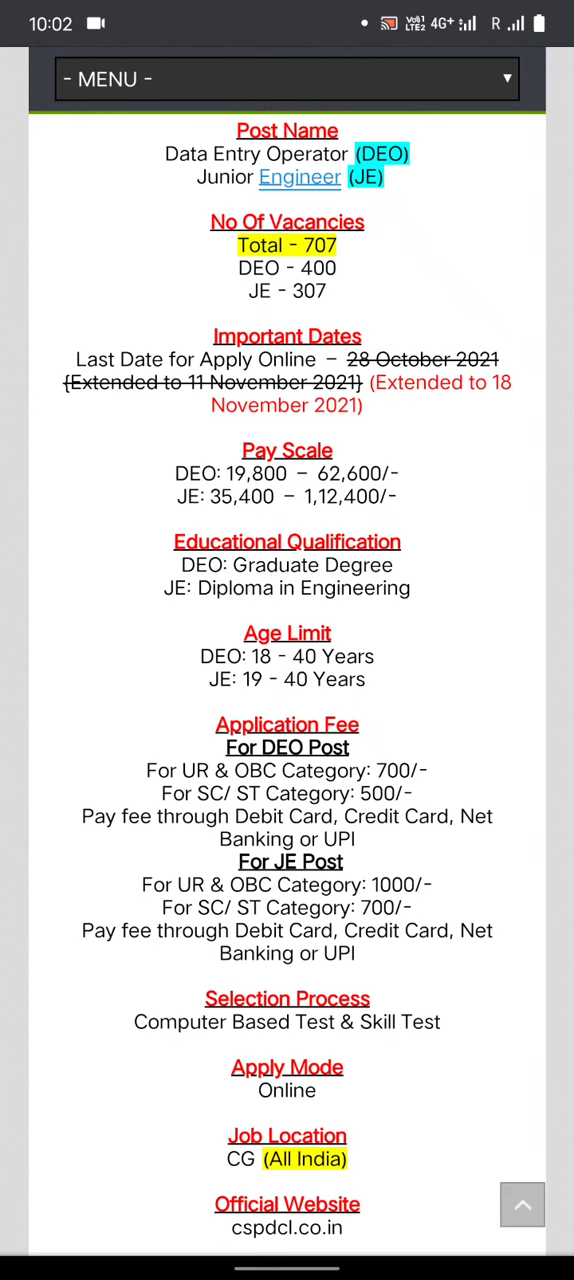 10:02
Vo1) LTE2 4G+ R
- MENU -
Post Name
Data Entry Operator (DEO)
Junior Engineer (JE)
No Of Vacancies
Total - 707
DEO - 400
JE - 307
Important Dates
Last Date for Apply Online – 28 October 2021
{Extended to 11 November 2021} (Extended to 18
November 2021)
Pay Scale
DEO: 19,800 – 62,600/-
JE: 35,400 – 1,12,400/-
Educational Qualification
DEO: Graduate Degree
JE: Diploma in Engineering
Age Limit
DEO: 18 - 40 Years
JE: 19 - 40 Years
Application Fee
For DEO Post
For UR & OBC Category: 700/-
For SC/ ST Category: 500/-
Pay fee through Debit Card, Credit Card, Net
Banking or UPI
For JE Post
For UR & OBC Category: 1000/-
For SC/ ST Category: 700/-
Pay fee through Debit Card, Credit Card, Net
Banking or UPI
Selection Process
Computer Based Test & Skill Test
Apply Mode
Online
Job Location
CG (All India)
Official Website
cspdcl.co.in